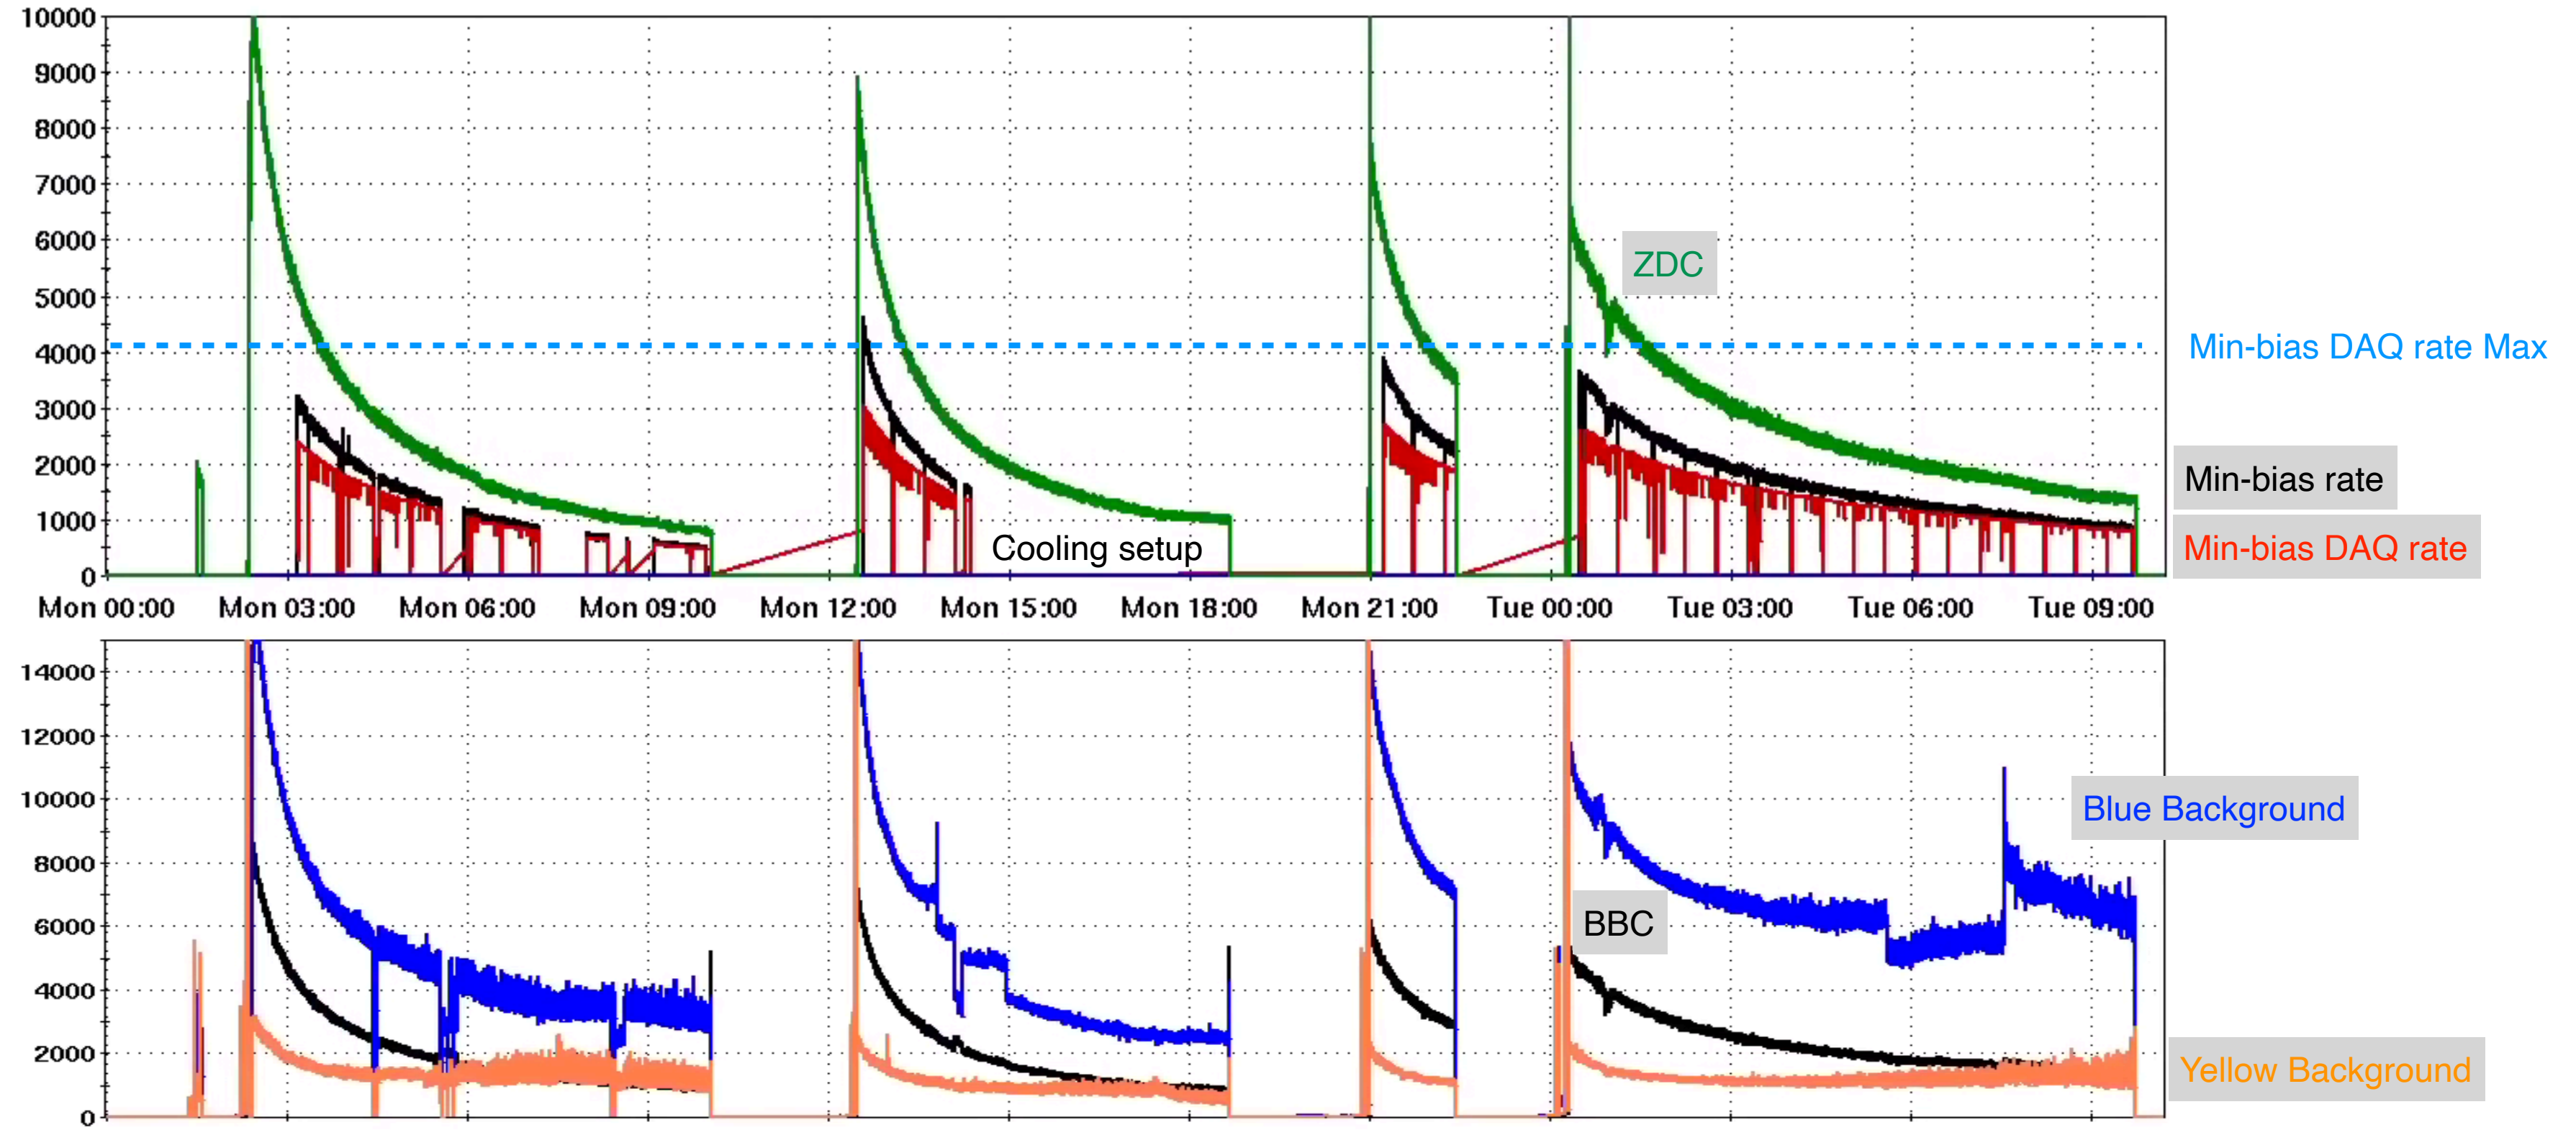 10000
9000
8000
7000
6000
ZDC
5000
4000
Min-bias DAQ rate Max
3000
2000
Min-bias rate
1000
Cooling setup
Min-bias DAQ rate
0
Mon 00:00 Mon 03:00 Mon 06:00 Mon 09:00 Mon 12:00 Mon 15:00 Mon 18:00 Mon 21:00 Tue 00:00 Tue 03:00 Tue 06:00 Tue 09:00
14000
12000
10000
Blue Background
8000
6000
BBC
4000
2000
Yellow Background
0